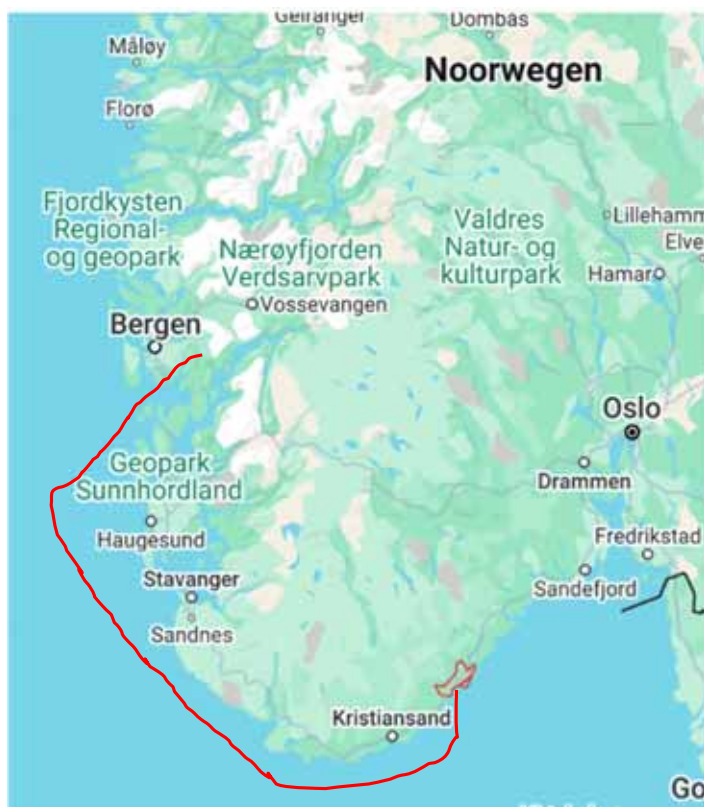 Geiranger
Dombås
Måløy
Noorwegen
Florø
Fjordkysten
Regional-
og geopark
Nærøyfjorden
Verdsarvpark
Valdres
Natur- og
kulturpark
Lillehamm
Elve
Hamar
Vossevangen
Bergen
Oslo
Geopark
Sunnhordland
Drammen
Haugesund
Fredrikstad
Stavanger
Sandefjord
Sandnes
Kristiansand
Go